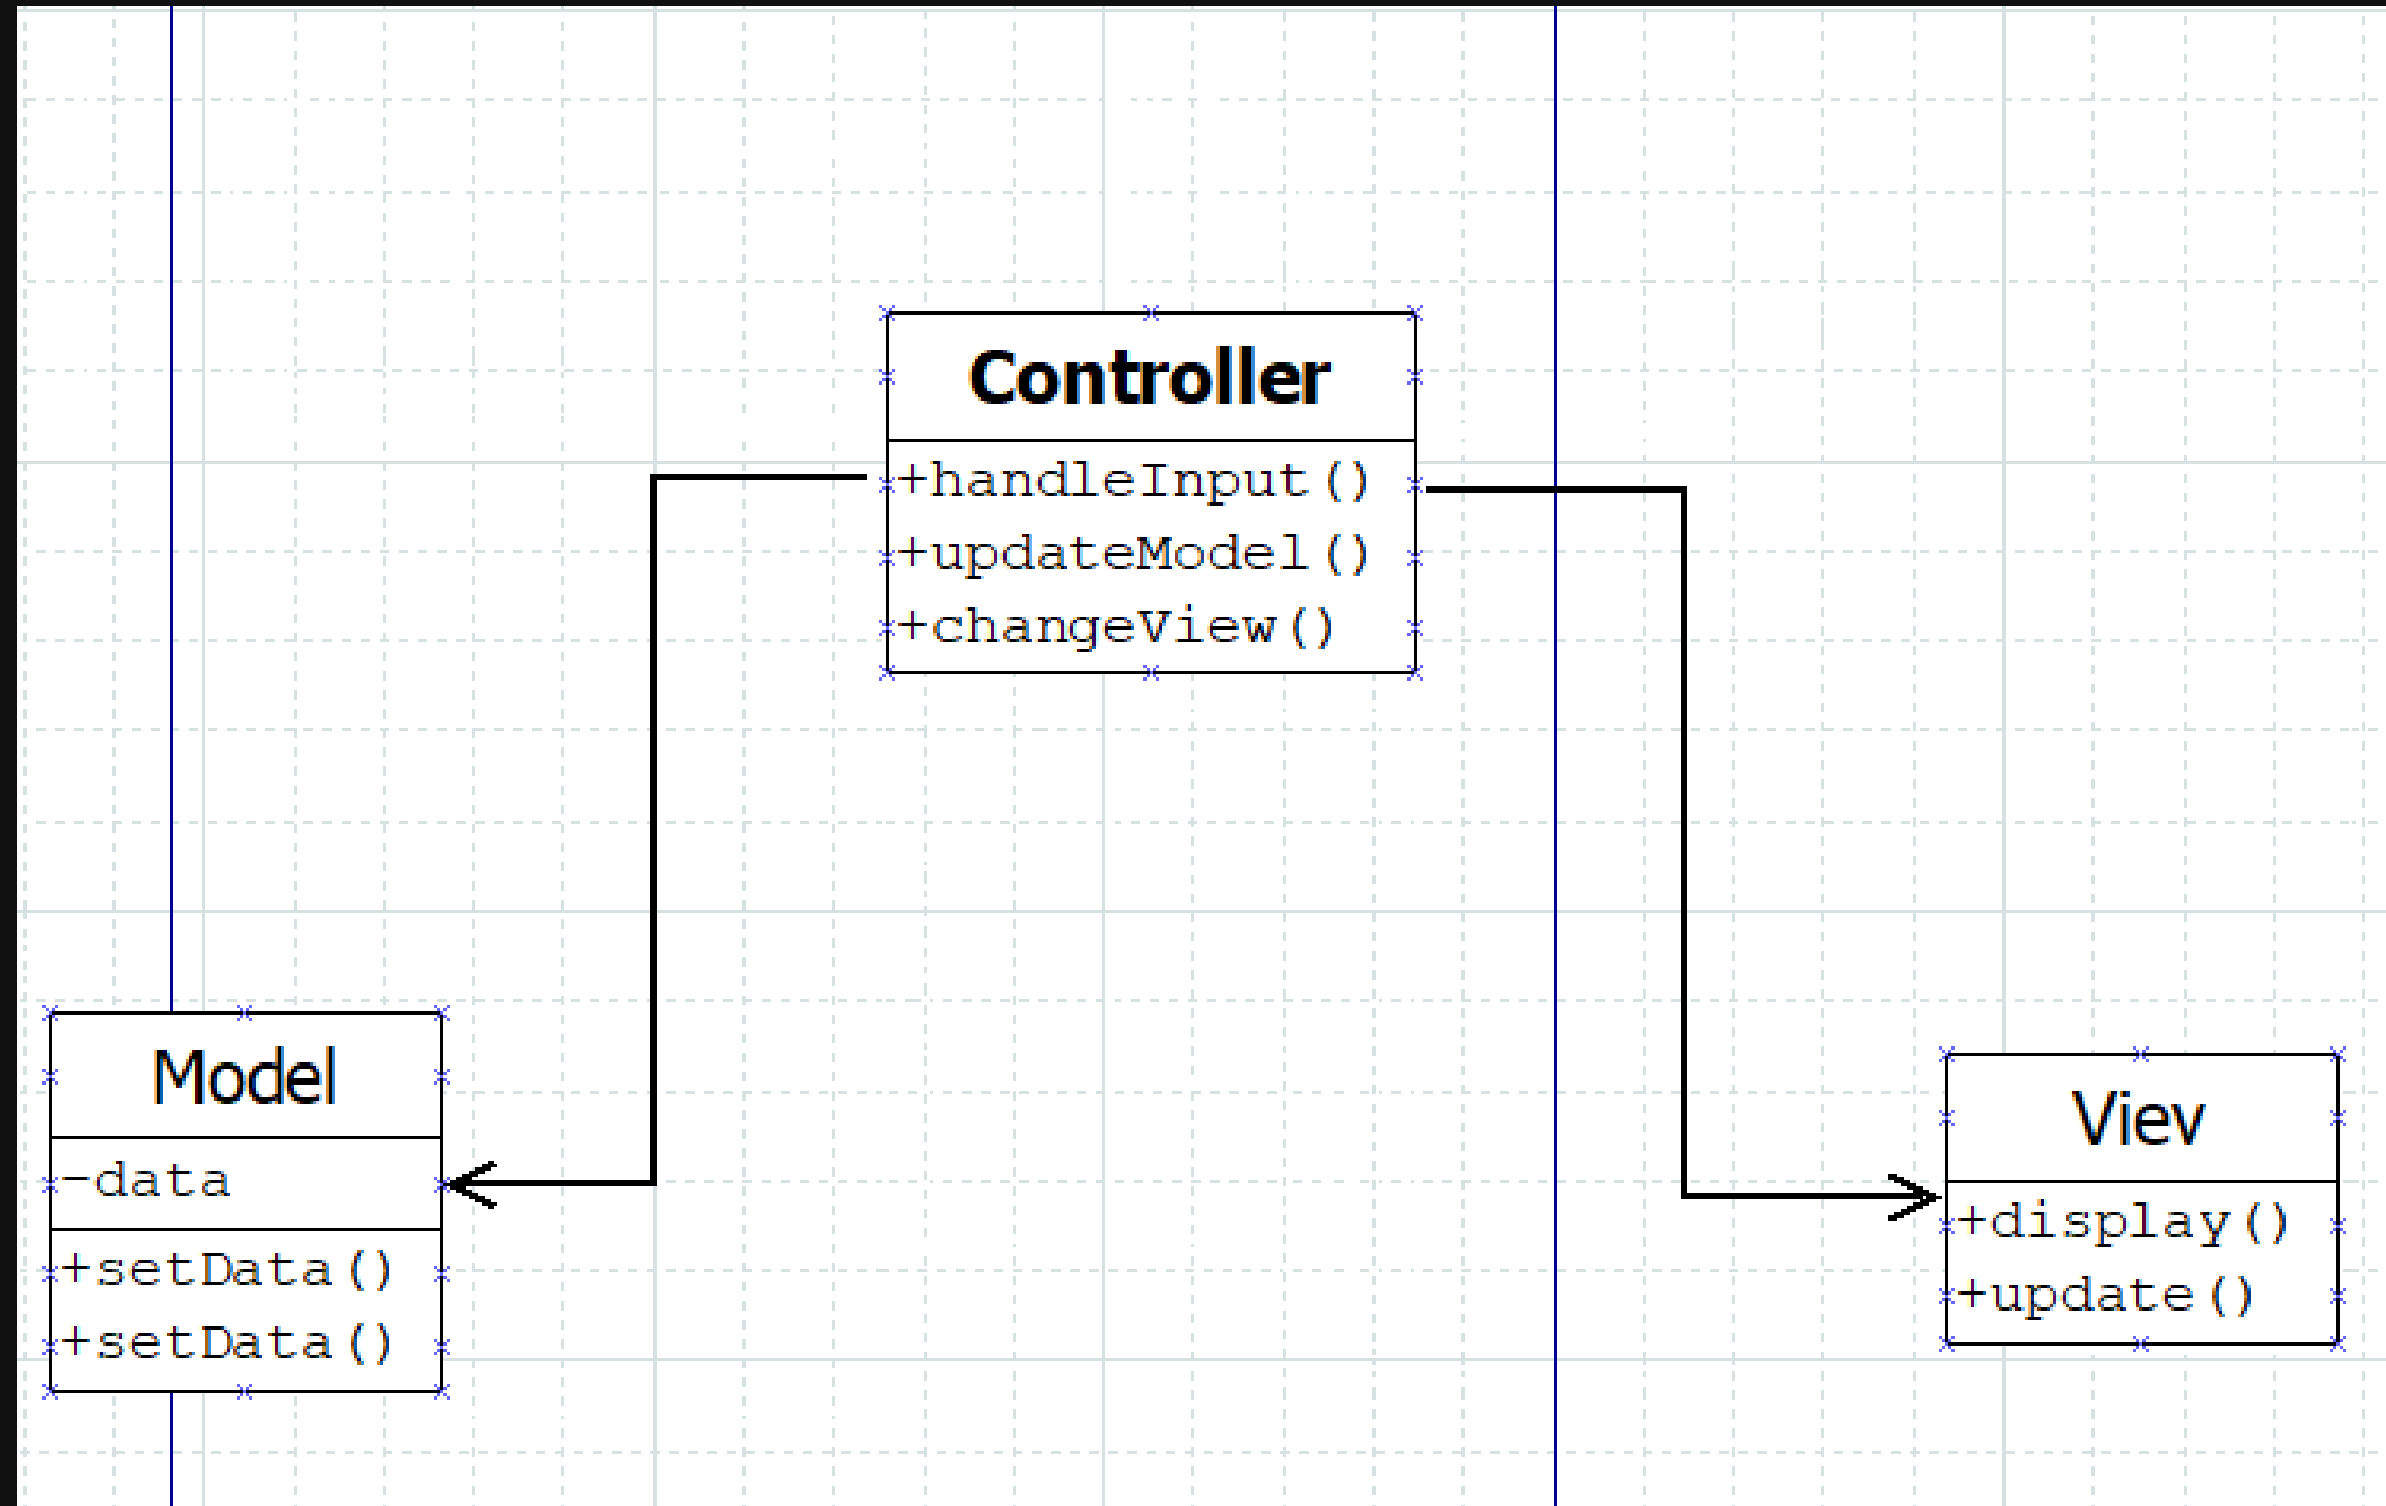 Controller
+handleInput()
+updateModel()
+changeView()
Model
-data
+setData()
+setData()
Viev
+display()
+update()